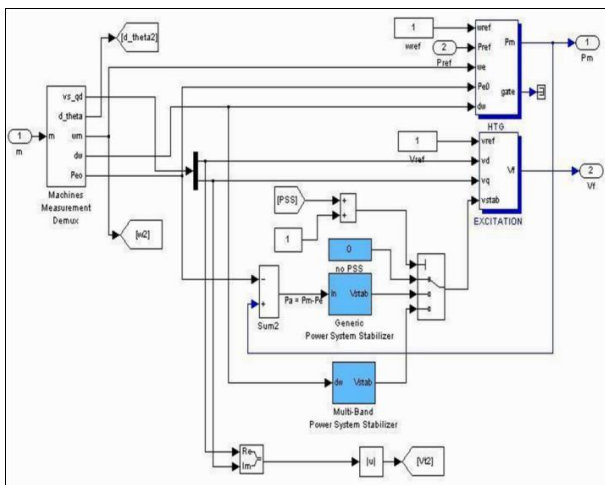 [d_theta2]
1
wref
2
Pref
wref
Pref
we
Pe0
dw
Pm
gate
HTG
1
Pm
1
m
m
vs_qd
d_theta
wm
dw
Peo
Machines
Measurement
Demux
[w2]
1
Vref
vref
vd
vq
vstab
Vf
EXCITATION
2
Vf
[PSS]
+
+
1
0
no PSS
−
+
Sum2
Pa = Pm-Pe
In
Vstab
Generic
Power System Stabilizer
dw
Vstab
Multi-Band
Power System Stabilizer
Re
Im
|u|
[Vt2]